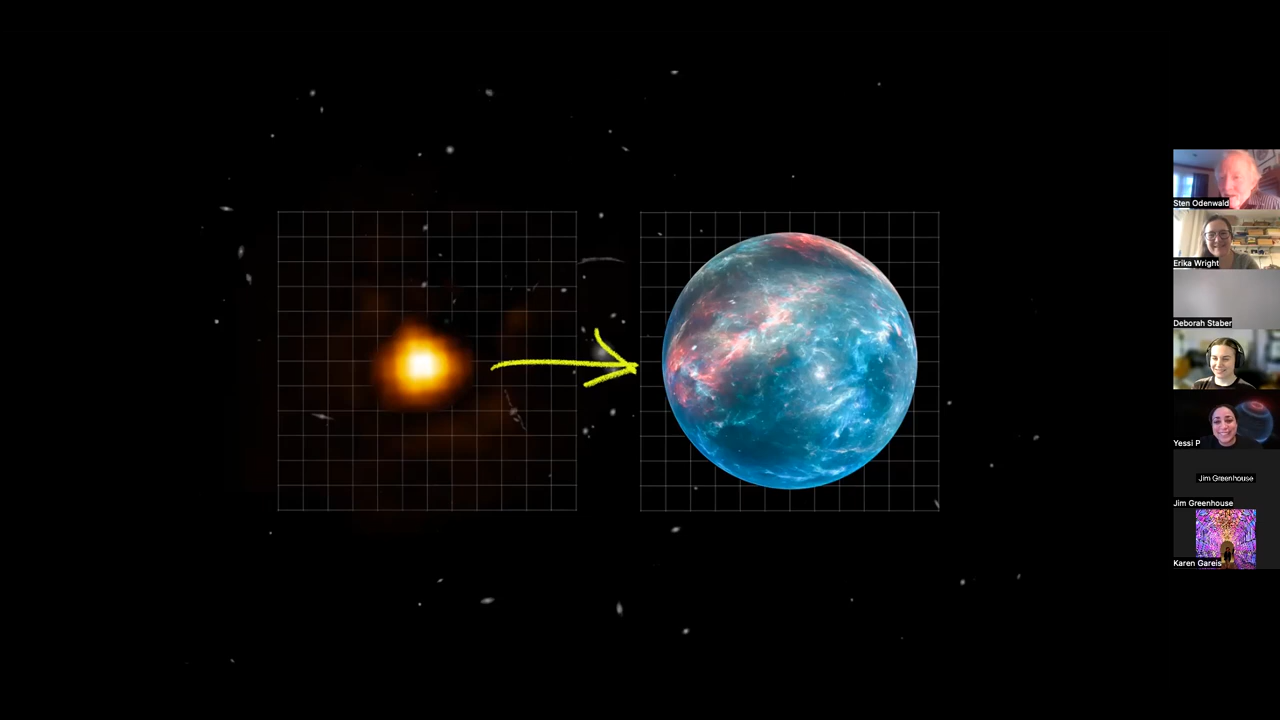 Sten Odenwald
Erika Wright
Deborah Staber
Yessi P
Jim Greenhouse
Jim Greenhouse
Karen Gareis